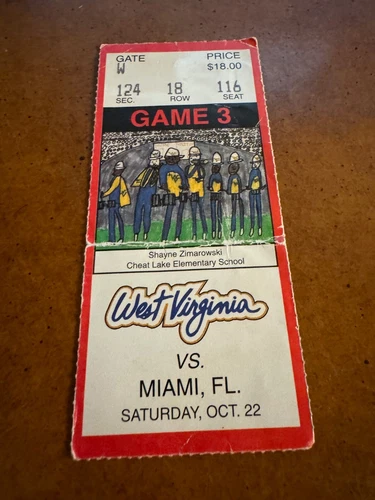 GATE PRICE
W $18.00
124 18 116
SEC. ROW SEAT
GAME 3
Shayne Zimarowski
Cheat Lake Elementary School
West Virginia
VS.
MIAMI, FL.
SATURDAY, OCT. 22